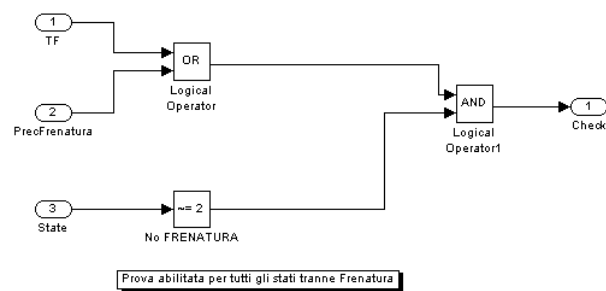 1
TF
OR
Logical
Operator
2
PrecFrenatura
AND
Logical
Operator1
1
Check
3
State
~= 2
No FRENATURA
Prova abilitata per tutti gli stati tranne Frenatura